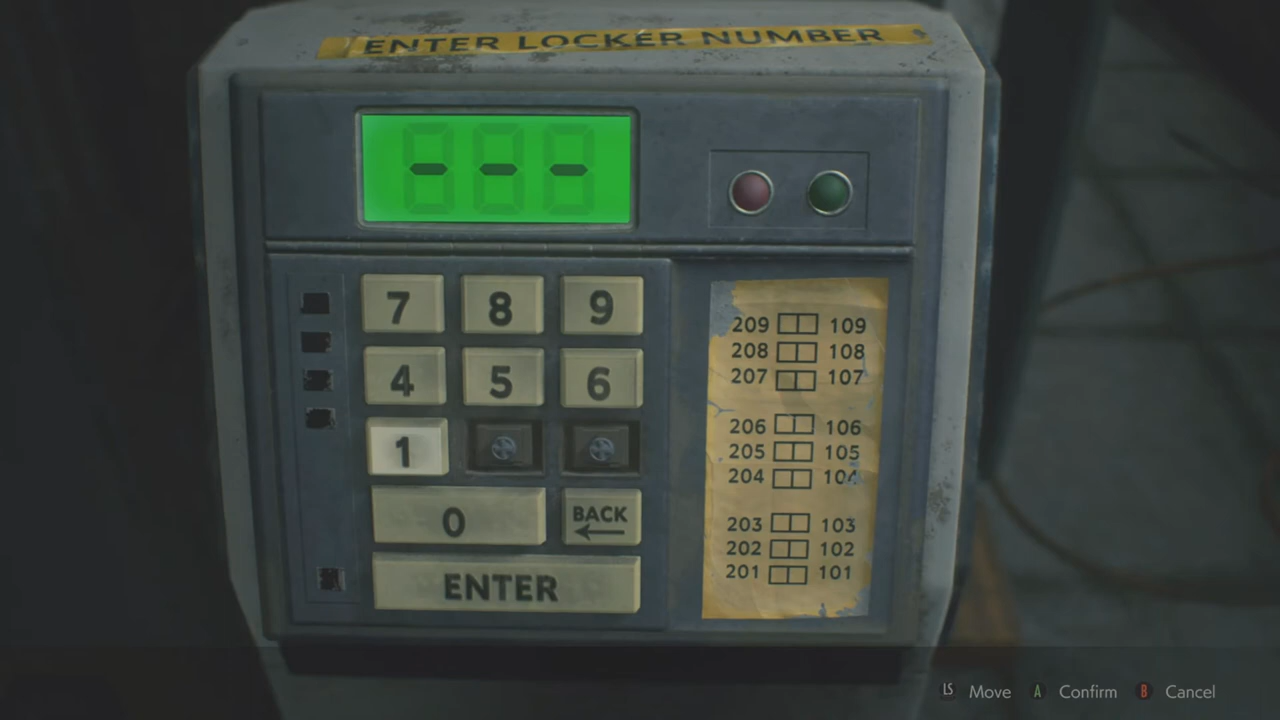 ENTER LOCKER NUMBER
- - -
7 8 9
4 5 6
1
0 BACK
ENTER
209 109
208 108
207 107
206 106
205 105
204 104
203 103
202 102
201 101
LS Move A Confirm B Cancel